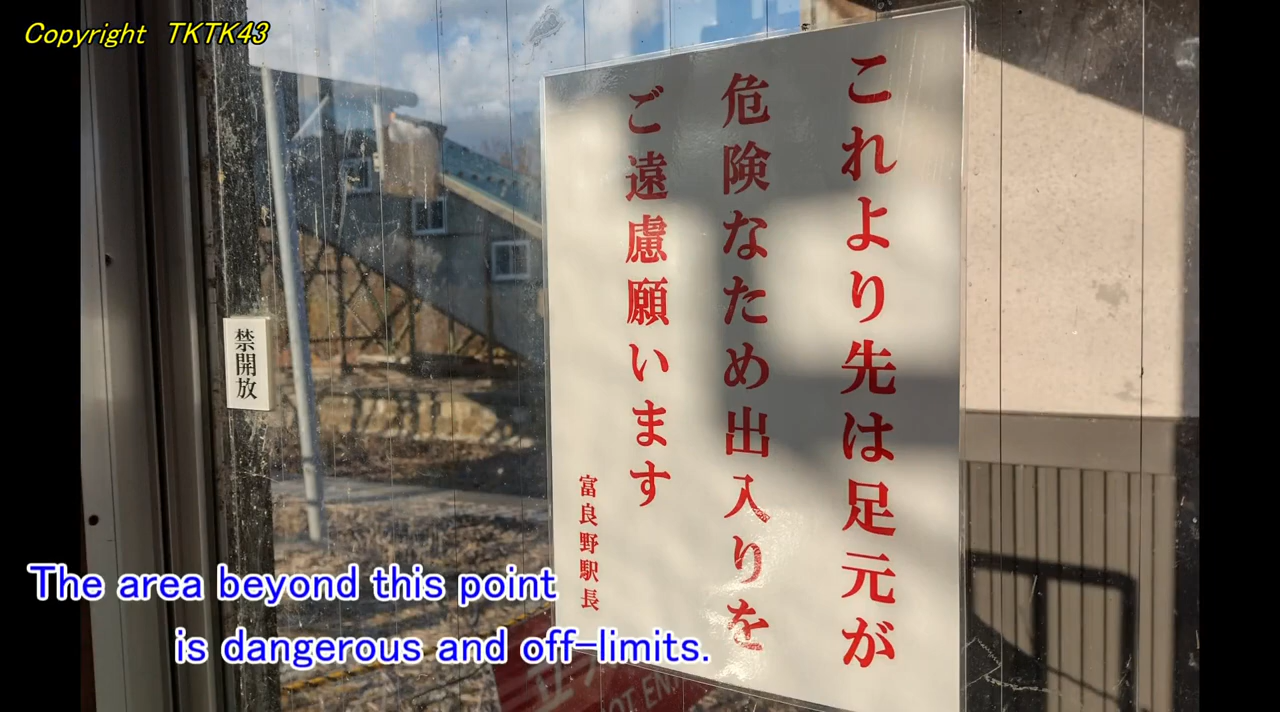 Copyright TKTK43
これより先は足元が
危険なため出入りを
ご遠慮願います
富良野駅長
禁開放
The area beyond this point
is dangerous and off-limits.